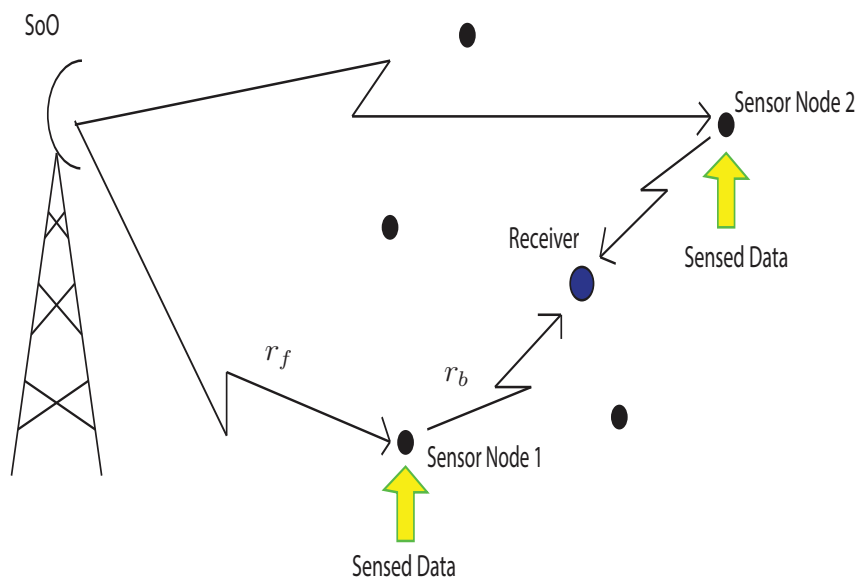 SoO
Sensor Node 2
Receiver
Sensed Data
r_f
r_b
Sensor Node 1
Sensed Data